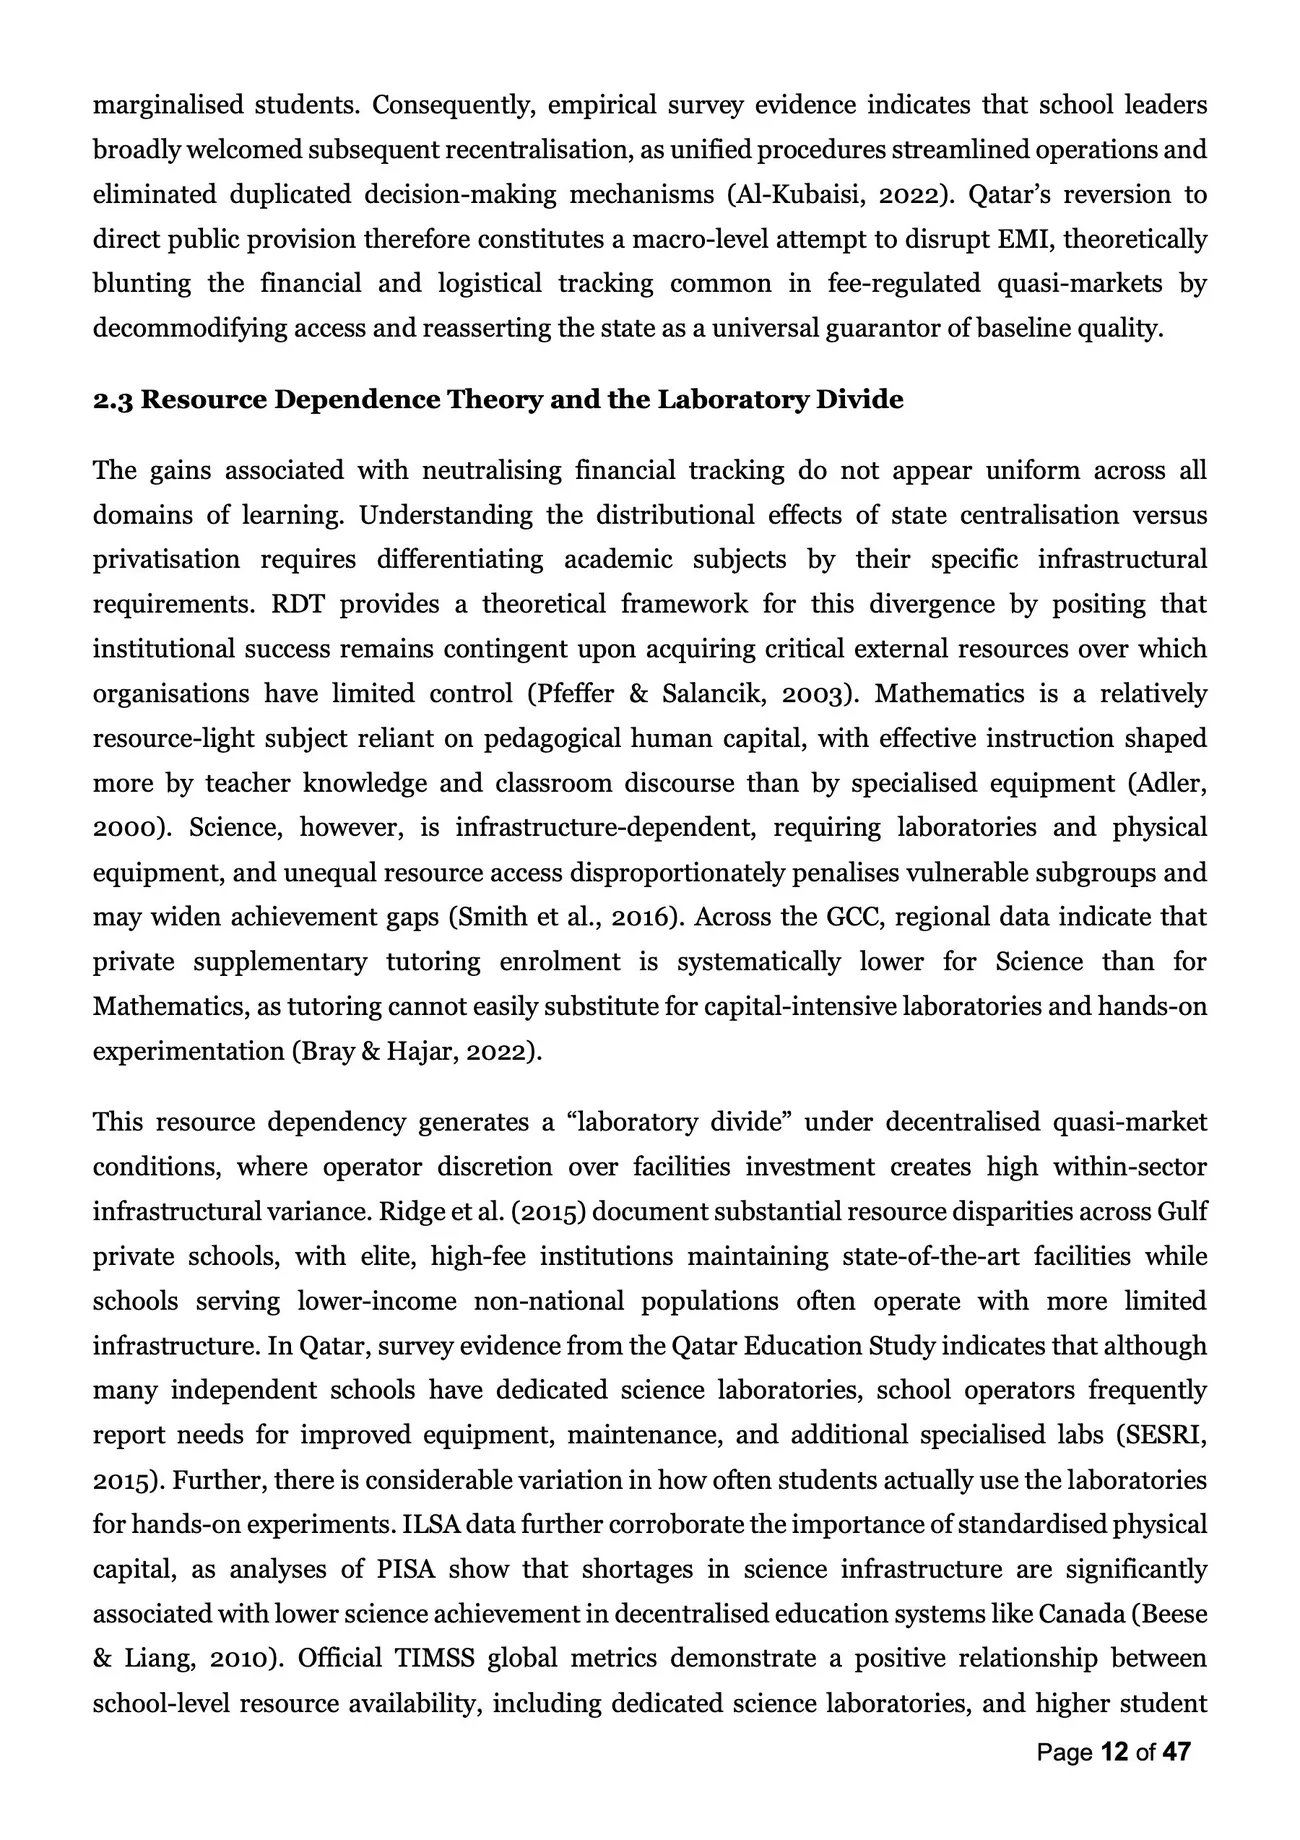 marginalised students. Consequently, empirical survey evidence indicates that school leaders
broadly welcomed subsequent recentralisation, as unified procedures streamlined operations and
eliminated duplicated decision-making mechanisms (Al-Kubaisi, 2022). Qatar’s reversion to
direct public provision therefore constitutes a macro-level attempt to disrupt EMI, theoretically
blunting the financial and logistical tracking common in fee-regulated quasi-markets by
decommodifying access and reasserting the state as a universal guarantor of baseline quality.
2.3 Resource Dependence Theory and the Laboratory Divide
The gains associated with neutralising financial tracking do not appear uniform across all
domains of learning. Understanding the distributional effects of state centralisation versus
privatisation requires differentiating academic subjects by their specific infrastructural
requirements. RDT provides a theoretical framework for this divergence by positing that
institutional success remains contingent upon acquiring critical external resources over which
organisations have limited control (Pfeffer & Salancik, 2003). Mathematics is a relatively
resource-light subject reliant on pedagogical human capital, with effective instruction shaped
more by teacher knowledge and classroom discourse than by specialised equipment (Adler,
2000). Science, however, is infrastructure-dependent, requiring laboratories and physical
equipment, and unequal resource access disproportionately penalises vulnerable subgroups and
may widen achievement gaps (Smith et al., 2016). Across the GCC, regional data indicate that
private supplementary tutoring enrolment is systematically lower for Science than for
Mathematics, as tutoring cannot easily substitute for capital-intensive laboratories and hands-on
experimentation (Bray & Hajar, 2022).
This resource dependency generates a “laboratory divide” under decentralised quasi-market
conditions, where operator discretion over facilities investment creates high within-sector
infrastructural variance. Ridge et al. (2015) document substantial resource disparities across Gulf
private schools, with elite, high-fee institutions maintaining state-of-the-art facilities while
schools serving lower-income non-national populations often operate with more limited
infrastructure. In Qatar, survey evidence from the Qatar Education Study indicates that although
many independent schools have dedicated science laboratories, school operators frequently
report needs for improved equipment, maintenance, and additional specialised labs (SESRI,
2015). Further, there is considerable variation in how often students actually use the laboratories
for hands-on experiments. ILSA data further corroborate the importance of standardised physical
capital, as analyses of PISA show that shortages in science infrastructure are significantly
associated with lower science achievement in decentralised education systems like Canada (Beese
& Liang, 2010). Official TIMSS global metrics demonstrate a positive relationship between
school-level resource availability, including dedicated science laboratories, and higher student
Page 12 of 47